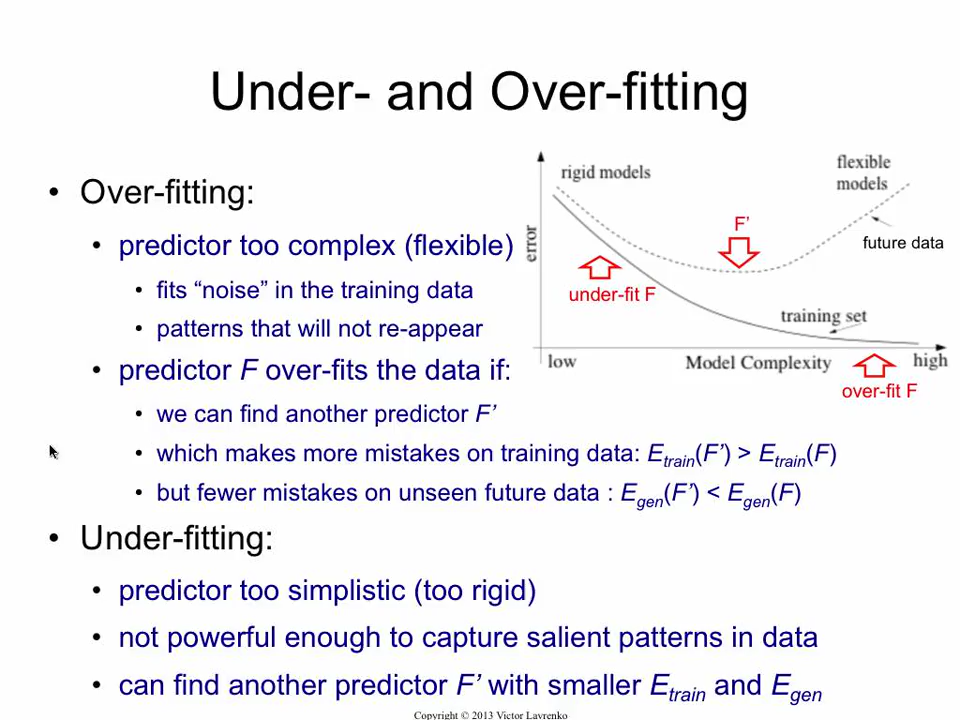 Under- and Over-fitting
• Over-fitting:
• predictor too complex (flexible)
• fits “noise” in the training data
• patterns that will not re-appear
• predictor F over-fits the data if:
• we can find another predictor F’
• which makes more mistakes on training data: Etrain(F’) > Etrain(F)
• but fewer mistakes on unseen future data : Egen(F’) < Egen(F)
• Under-fitting:
• predictor too simplistic (too rigid)
• not powerful enough to capture salient patterns in data
• can find another predictor F’ with smaller Etrain and Egen
rigid models
flexible
models
F’
future data
error
under-fit F
training set
low
Model Complexity
high
over-fit F
Copyright © 2013 Victor Lavrenko